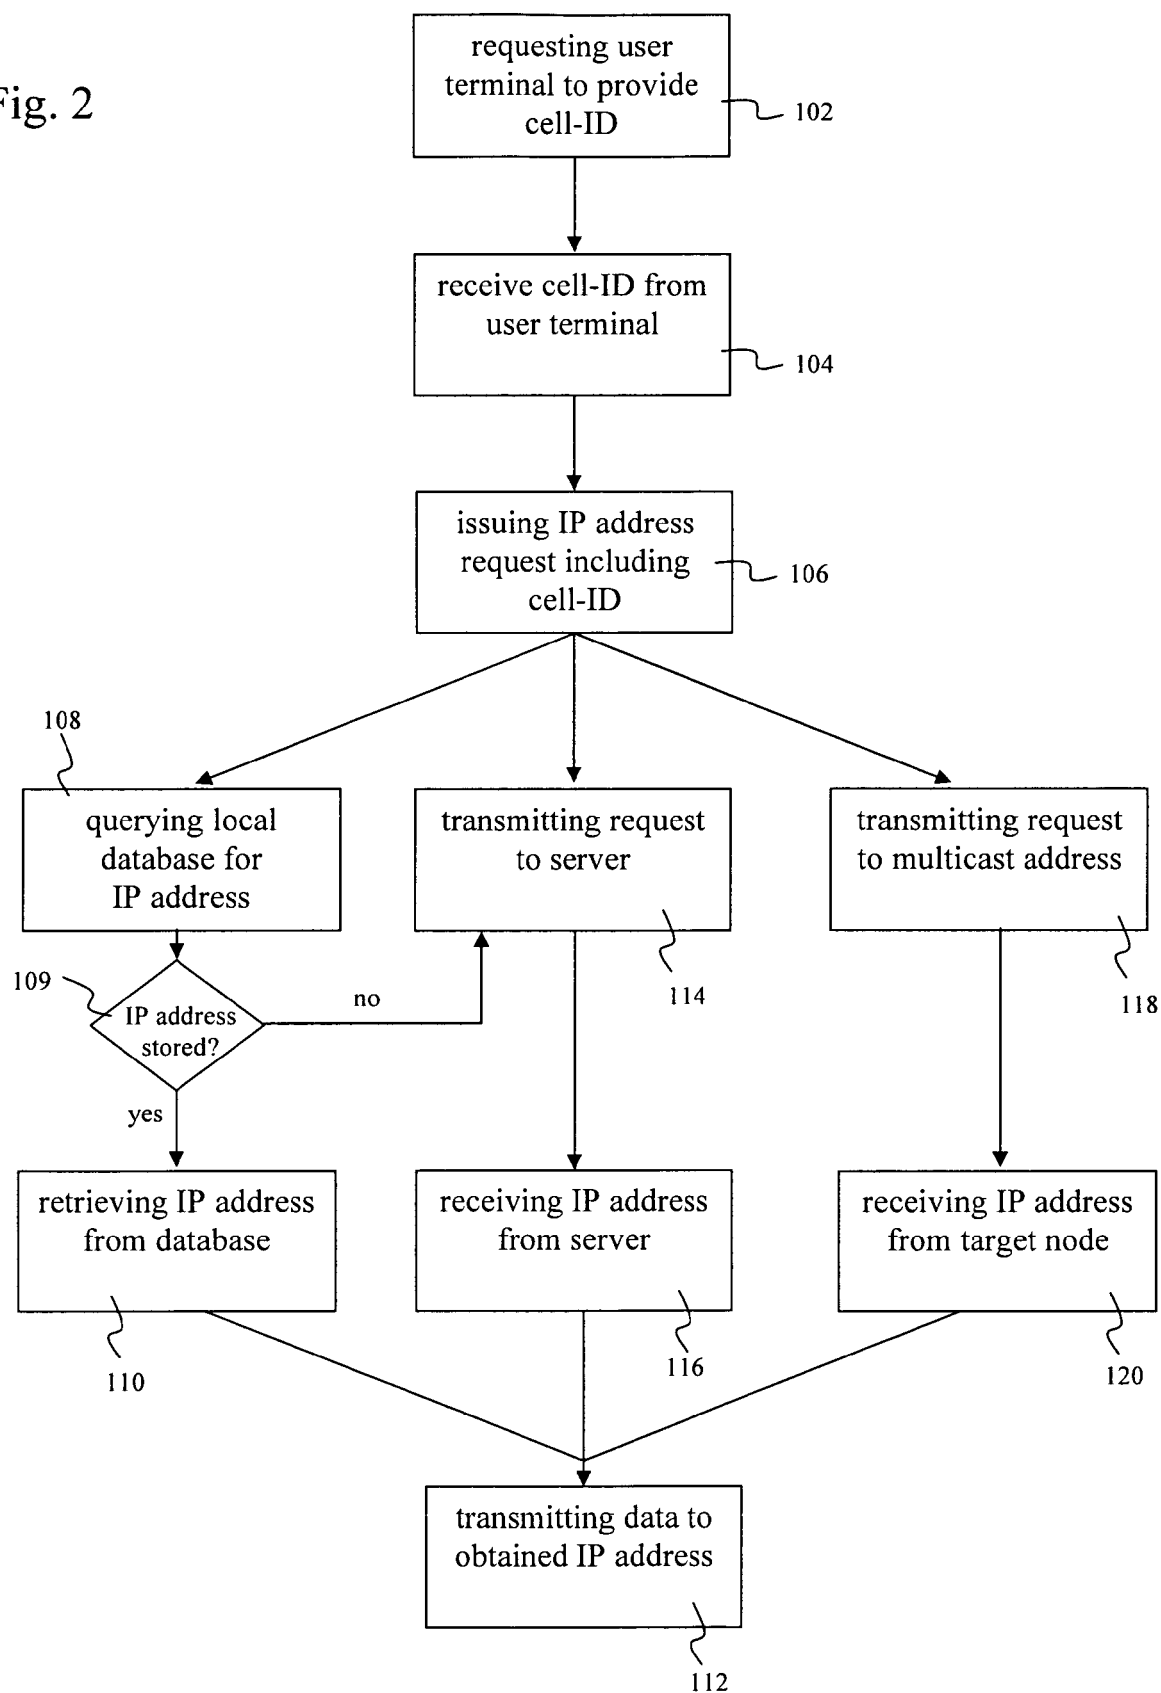 Fig. 2
requesting user
terminal to provide
cell-ID
102
receive cell-ID from
user terminal
104
issuing IP address
request including
cell-ID
106
108
querying local
database for
IP address
transmitting request
to server
114
transmitting request
to multicast address
118
109
IP address
stored?
no
yes
retrieving IP address
from database
110
receiving IP address
from server
116
receiving IP address
from target node
120
transmitting data to
obtained IP address
112